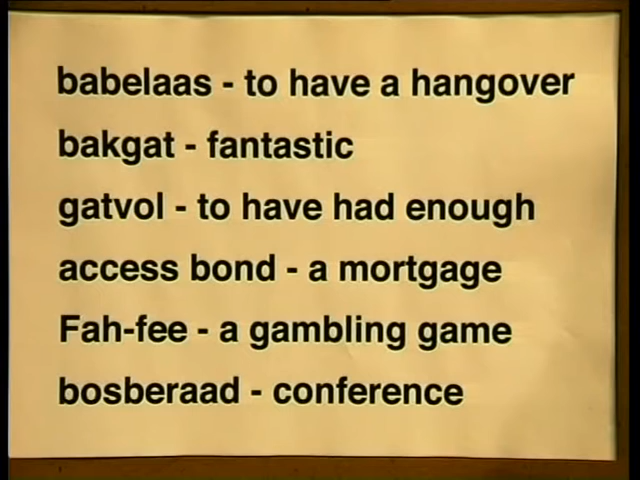 babelaas - to have a hangover
bakgat - fantastic
gatvol - to have had enough
access bond - a mortgage
Fah-fee - a gambling game
bosberaad - conference